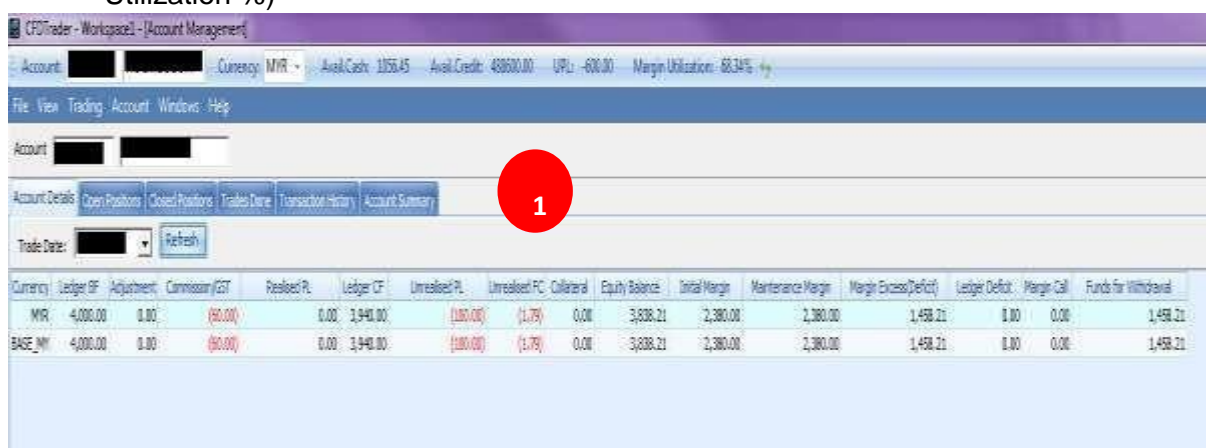 Utilization %)
CFDTrader - Workspace1 - [Account Management]
Account: Currency: MYR Avail.Cash: 1056.45 Avail.Credit: 498600.00 UPL: -600.00 Margin Utilization: 68.34%
File View Trading Account Windows Help
Account
Account Details Open Positions Closed Positions Trades Done Transaction History Account Summary
1
Trade Date: Refresh
Currency Ledger BF Adjustment Commission/GST Realised PL Ledger CF Unrealised PL Unrealised FC Collateral Equity Balance Initial Margin Maintenance Margin Margin Excess(Deficit) Ledger Deficit Margin Call Funds for Withdrawal
MYR 4,000.00 0.00 (60.00) 0.00 3,940.00 (100.00) (1.79) 0.00 3,838.21 2,380.00 2,380.00 1,458.21 0.00 0.00 1,458.21
BASE_MY 4,000.00 0.00 (60.00) 0.00 3,940.00 (100.00) (1.79) 0.00 3,838.21 2,380.00 2,380.00 1,458.21 0.00 0.00 1,458.21